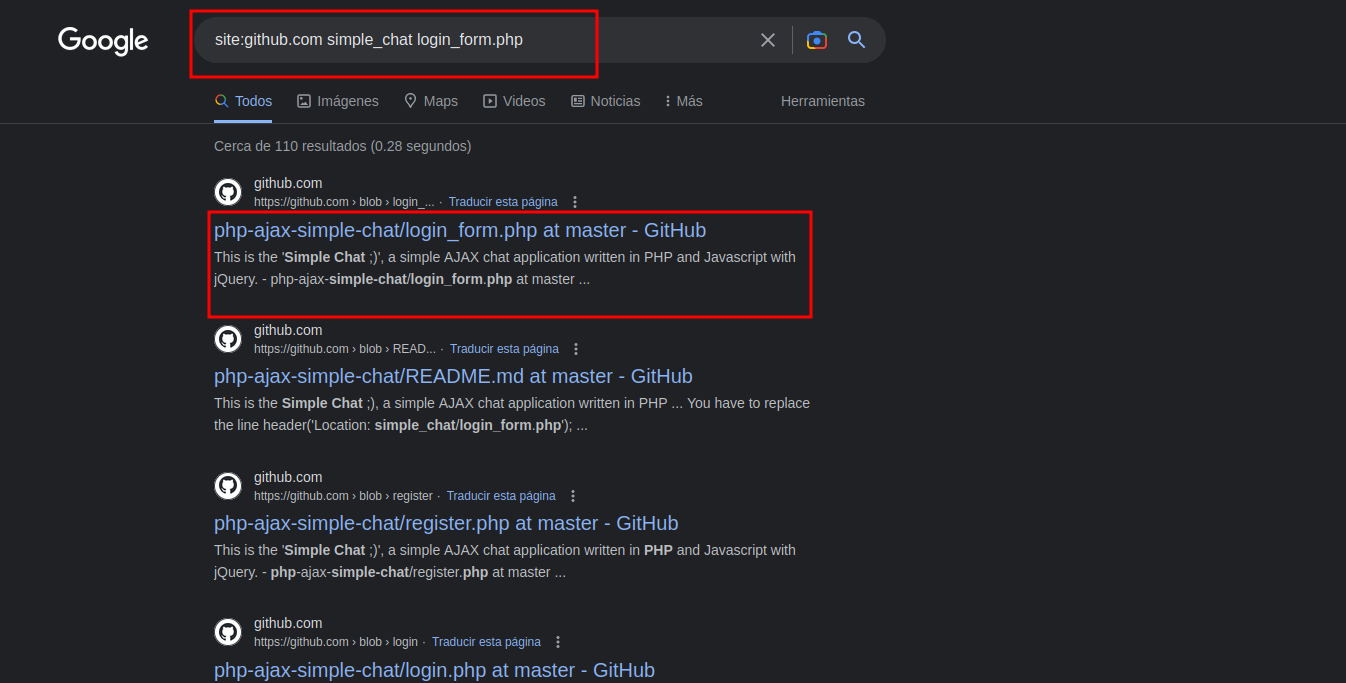 Google
site:github.com simple_chat login_form.php
Todos Imágenes Maps Videos Noticias Más Herramientas
Cerca de 110 resultados (0.28 segundos)
github.com
https://github.com › blob › login_... · Traducir esta página
php-ajax-simple-chat/login_form.php at master - GitHub
This is the 'Simple Chat ;)', a simple AJAX chat application written in PHP and Javascript with
jQuery. - php-ajax-simple-chat/login_form.php at master ...
github.com
https://github.com › blob › READ... · Traducir esta página
php-ajax-simple-chat/README.md at master - GitHub
This is the Simple Chat ;), a simple AJAX chat application written in PHP ... You have to replace
the line header('Location: simple_chat/login_form.php'); ...
github.com
https://github.com › blob › register · Traducir esta página
php-ajax-simple-chat/register.php at master - GitHub
This is the 'Simple Chat ;)', a simple AJAX chat application written in PHP and Javascript with
jQuery. - php-ajax-simple-chat/register.php at master ...
github.com
https://github.com › blob › login · Traducir esta página
php-ajax-simple-chat/login.php at master - GitHub